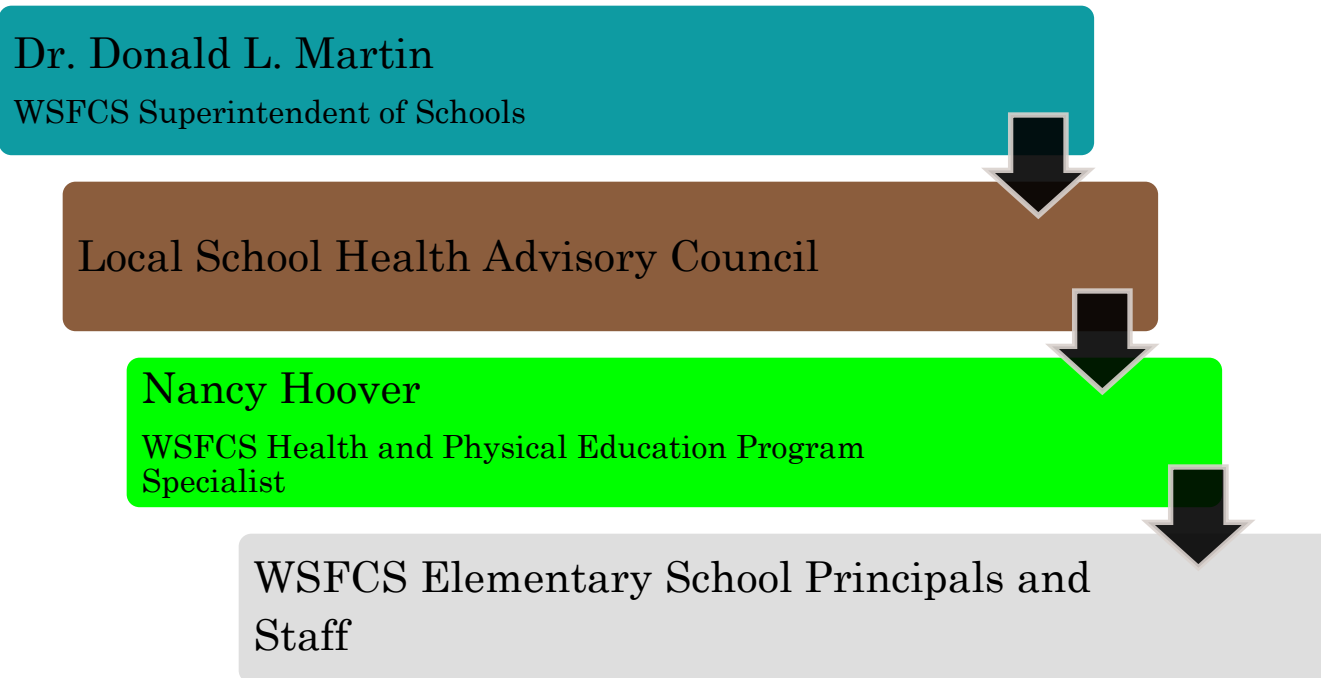 Dr. Donald L. Martin
WSFCS Superintendent of Schools
Local School Health Advisory Council
Nancy Hoover
WSFCS Health and Physical Education Program
Specialist
WSFCS Elementary School Principals and
Staff